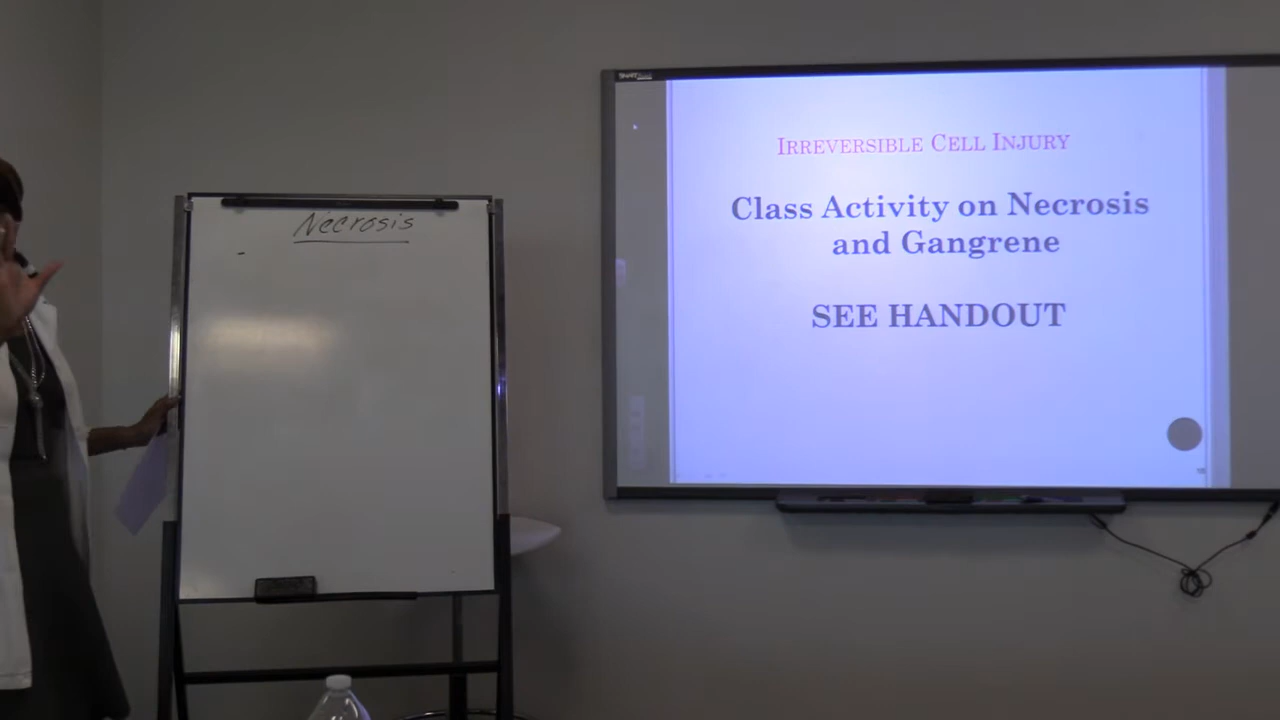 Necrosis
IRREVERSIBLE CELL INJURY
Class Activity on Necrosis
and Gangrene
SEE HANDOUT